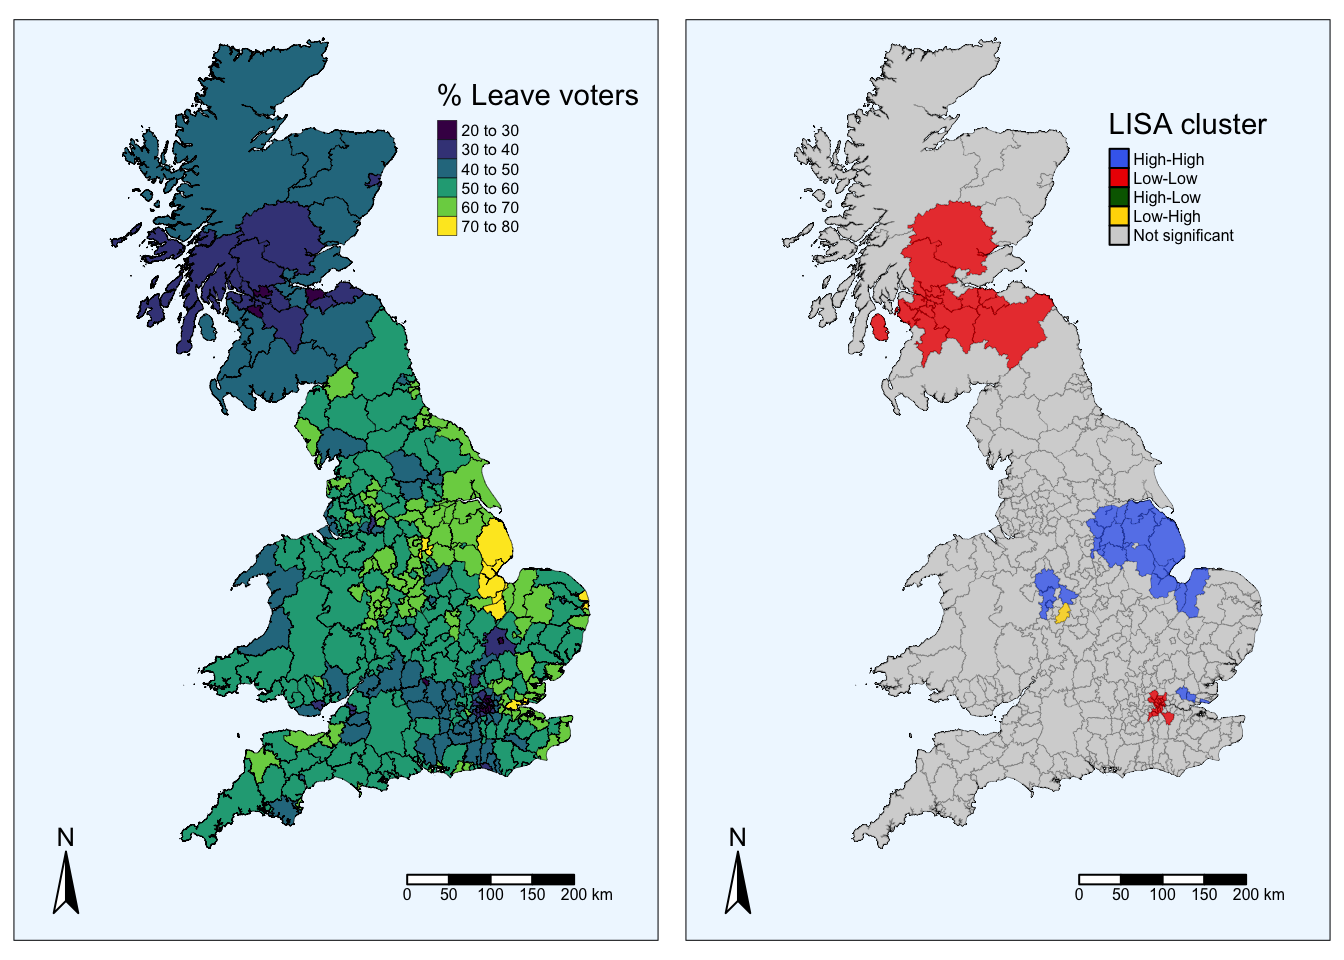 % Leave voters
20 to 30
30 to 40
40 to 50
50 to 60
60 to 70
70 to 80
N
0 50 100 150 200 km
LISA cluster
High-High
Low-Low
High-Low
Low-High
Not significant
N
0 50 100 150 200 km